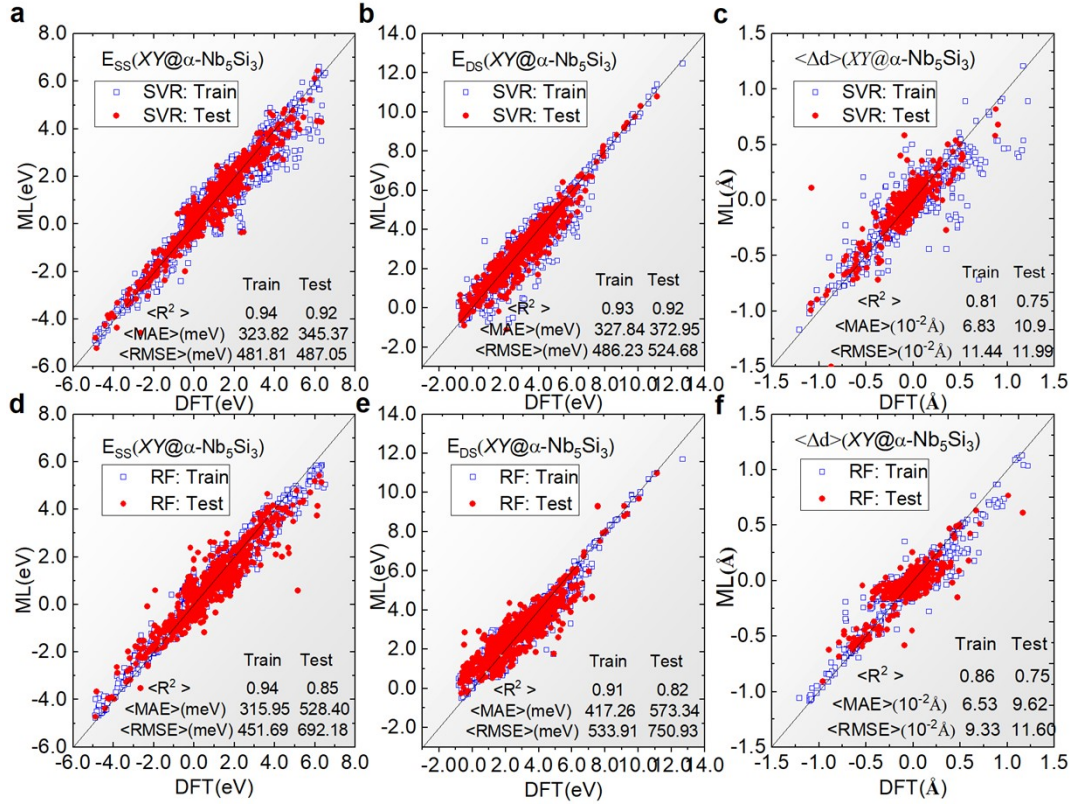 a
E_SS(XY@α-Nb₅Si₃)
SVR: Train
SVR: Test
Train Test
<R² > 0.94 0.92
<MAE>(meV) 323.82 345.37
<RMSE>(meV) 481.81 487.05
ML(eV)
8.0
6.0
4.0
2.0
0.0
-2.0
-4.0
-6.0
-6.0 -4.0 -2.0 0.0 2.0 4.0 6.0 8.0
DFT(eV)
b
E_DS(XY@α-Nb₅Si₃)
SVR: Train
SVR: Test
Train Test
<R² > 0.93 0.92
<MAE>(meV) 327.84 372.95
<RMSE>(meV) 486.23 524.68
ML(eV)
14.0
12.0
10.0
8.0
6.0
4.0
2.0
0.0
-2.0
-2.0 0.0 2.0 4.0 6.0 8.0 10.0 12.0 14.0
DFT(eV)
c
<Δd>(XY@α-Nb₅Si₃)
SVR: Train
SVR: Test
Train Test
<R² > 0.81 0.75
<MAE>(10⁻²Å) 6.83 10.9
<RMSE>(10⁻²Å) 11.44 11.99
ML(Å)
1.5
1.0
0.5
0.0
-0.5
-1.0
-1.5
-1.5 -1.0 -0.5 0.0 0.5 1.0 1.5
DFT(Å)
d
E_SS(XY@α-Nb₅Si₃)
RF: Train
RF: Test
Train Test
<R² > 0.94 0.85
<MAE>(meV) 315.95 528.40
<RMSE>(meV) 451.69 692.18
ML(eV)
8.0
6.0
4.0
2.0
0.0
-2.0
-4.0
-6.0
-6.0 -4.0 -2.0 0.0 2.0 4.0 6.0 8.0
DFT(eV)
e
E_DS(XY@α-Nb₅Si₃)
RF: Train
RF: Test
Train Test
<R² > 0.91 0.82
<MAE>(meV) 417.26 573.34
<RMSE>(meV) 533.91 750.93
ML(eV)
14.0
12.0
10.0
8.0
6.0
4.0
2.0
0.0
-2.0
-2.0 0.0 2.0 4.0 6.0 8.0 10.0 12.0 14.0
DFT(eV)
f
<Δd>(XY@α-Nb₅Si₃)
RF: Train
RF: Test
Train Test
<R² > 0.86 0.75
<MAE>(10⁻²Å) 6.53 9.62
<RMSE>(10⁻²Å) 9.33 11.60
ML(Å)
1.5
1.0
0.5
0.0
-0.5
-1.0
-1.5
-1.5 -1.0 -0.5 0.0 0.5 1.0 1.5
DFT(Å)